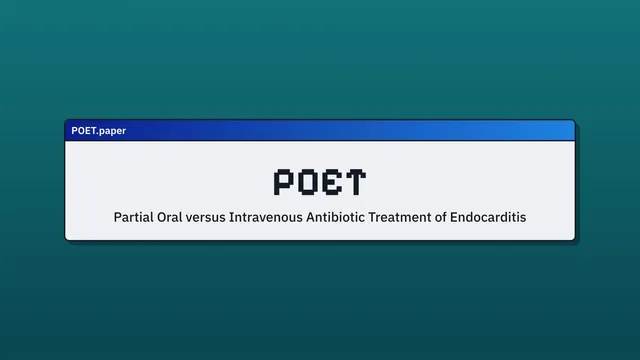 POET.paper
POET
Partial Oral versus Intravenous Antibiotic Treatment of Endocarditis